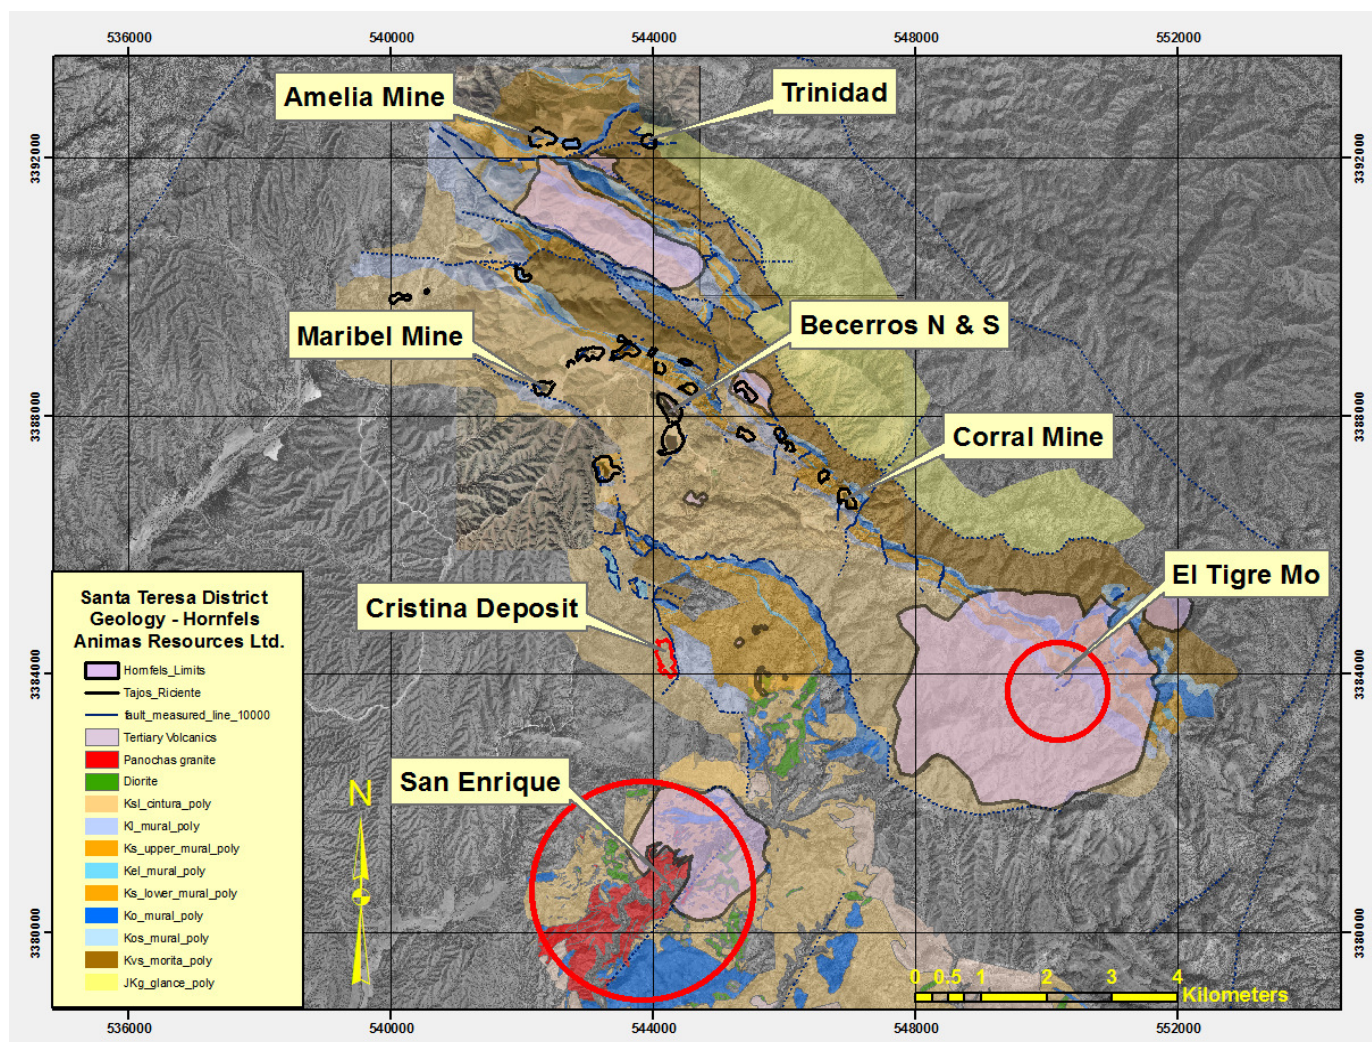 536000
540000
544000
548000
552000
Amelia Mine
Trinidad
3392000
3392000
Becerros N & S
Maribel Mine
3388000
3388000
Corral Mine
El Tigre Mo
Cristina Deposit
Santa Teresa District
Geology - Hornfels
Animas Resources Ltd.
Hornfels_Limits
Tajos_Riciente
fault_measured_line_10000
Tertiary Volcanics
Panochas granite
Diorite
Ksl_cintura_poly
Kl_mural_poly
Ks_upper_mural_poly
Kel_mural_poly
Ks_lower_mural_poly
Ko_mural_poly
Kos_mural_poly
Kvs_morita_poly
JKg_glance_poly
3384000
3384000
San Enrique
N
3380000
3380000
0 0.5 1 2 3 4
Kilometers
536000
540000
544000
548000
552000